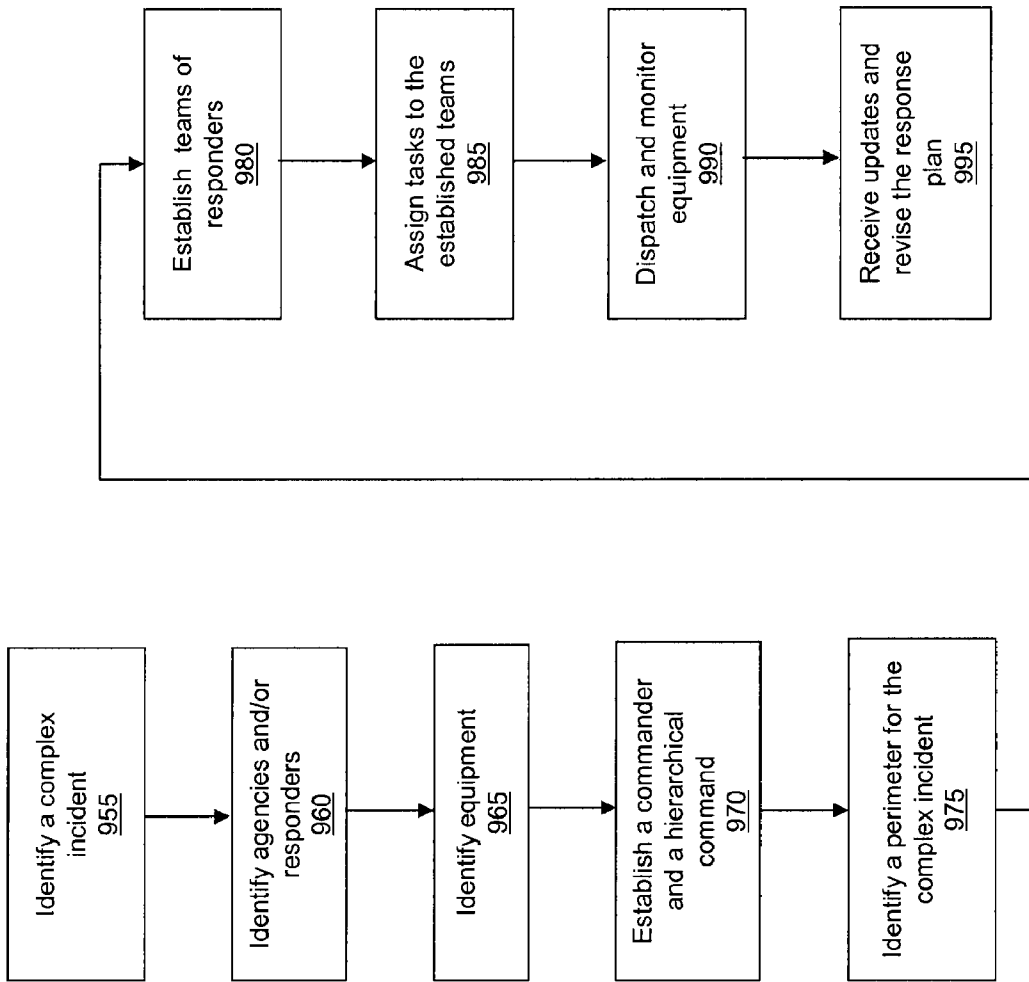 Identify a complex
incident
955
Identify agencies and/or
responders
960
Identify equipment
965
Establish a commander
and a hierarchical
command
970
Identify a perimeter for the
complex incident
975
Establish teams of
responders
980
Assign tasks to the
established teams
985
Dispatch and monitor
equipment
990
Receive updates and
revise the response
plan
995